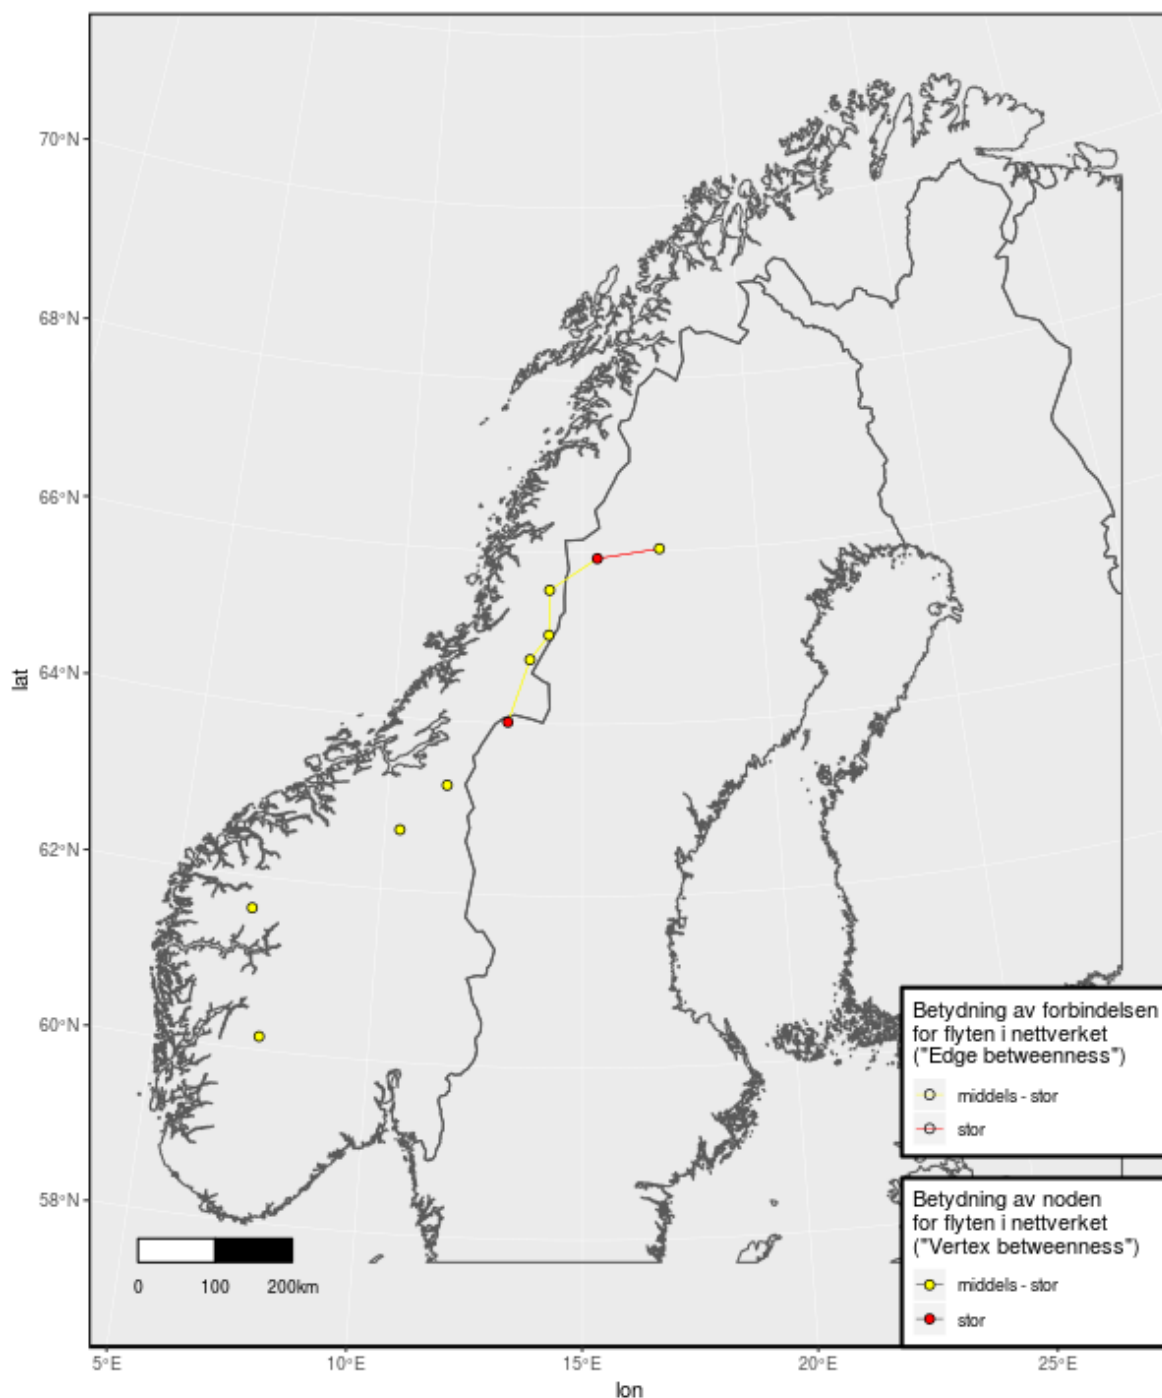 70°N
68°N
66°N
64°N
62°N
60°N
58°N
lat
0 100 200km
5°E 10°E 15°E 20°E 25°E
lon
Betydning av forbindelsen
for flyten i nettverket
("Edge betweenness")
middels - stor
stor
Betydning av noden
for flyten i nettverket
("Vertex betweenness")
middels - stor
stor